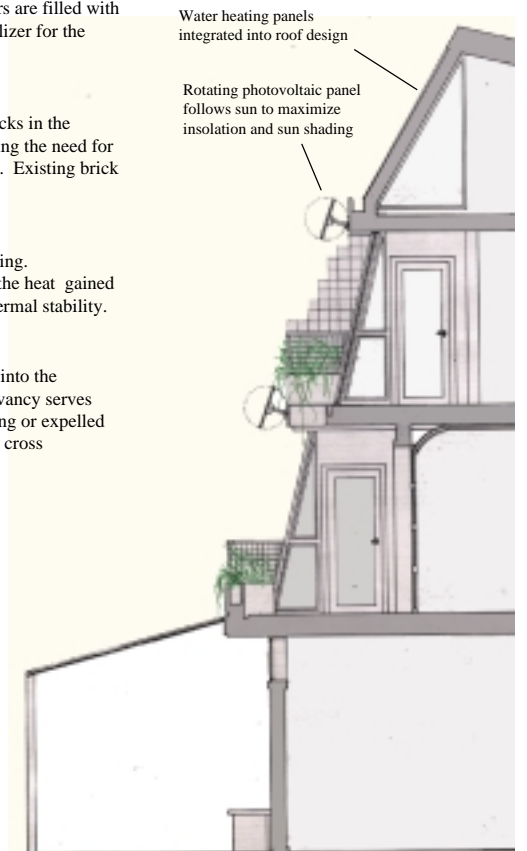 rs are filled with
lizer for the
cks in the
ng the need for
. Existing brick
ing.
the heat gained
ermal stability.
into the
vancy serves
ng or expelled
cross
Water heating panels
integrated into roof design
Rotating photovoltaic panel
follows sun to maximize
insolation and sun shading